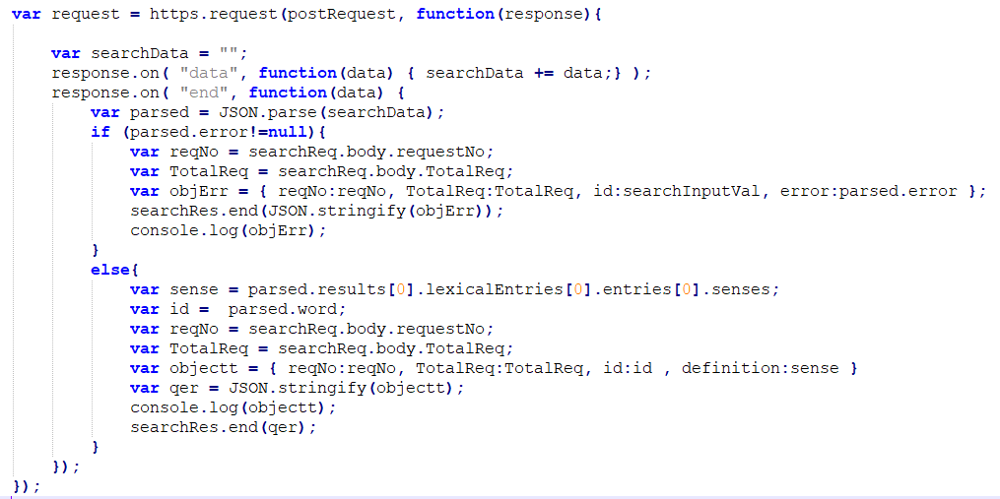 var request = https.request(postRequest, function(response){
var searchData = "";
response.on( "data", function(data) { searchData += data;} );
response.on( "end", function(data) {
var parsed = JSON.parse(searchData);
if (parsed.error!=null){
var reqNo = searchReq.body.requestNo;
var TotalReq = searchReq.body.TotalReq;
var objErr = { reqNo:reqNo, TotalReq:TotalReq, id:searchInputVal, error:parsed.error };
searchRes.end(JSON.stringify(objErr));
console.log(objErr);
}
else{
var sense = parsed.results[0].lexicalEntries[0].entries[0].senses;
var id =  parsed.word;
var reqNo = searchReq.body.requestNo;
var TotalReq = searchReq.body.TotalReq;
var objectt = { reqNo:reqNo, TotalReq:TotalReq, id:id , definition:sense }
var qer = JSON.stringify(objectt);
console.log(objectt);
searchRes.end(qer);
}
});
});